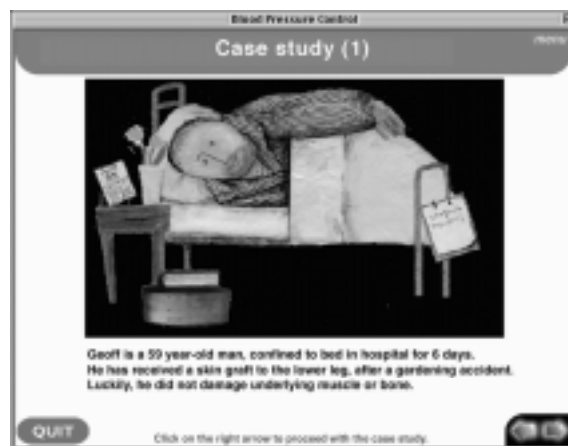 Blood Pressure Control
Case study (1)
menu
Geoff is a 59 year-old man, confined to bed in hospital for 6 days.
He has received a skin graft to the lower leg, after a gardening accident.
Luckily, he did not damage underlying muscle or bone.
QUIT
Click on the right arrow to proceed with the case study.